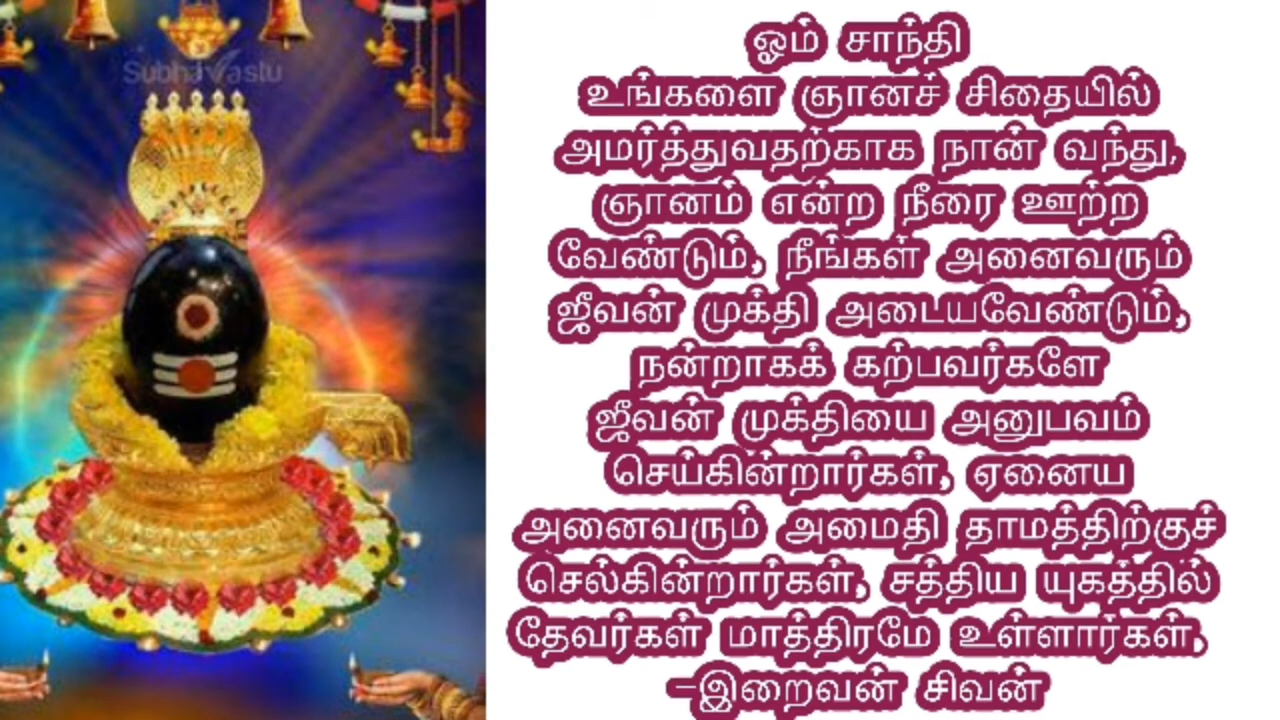 SubhaVastu
ஓம் சாந்தி
உங்களை ஞானச் சிதையில்
அமர்த்துவதற்காக நான் வந்து,
ஞானம் என்ற நீரை ஊற்ற
வேண்டும், நீங்கள் அனைவரும்
ஜீவன் முக்தி அடையவேண்டும்,
நன்றாகக் கற்பவர்களே
ஜீவன் முக்தியை அனுபவம்
செய்கின்றார்கள், ஏனைய
அனைவரும் அமைதி தாமத்திற்குச்
செல்கின்றார்கள், சத்திய யுகத்தில்
தேவர்கள் மாத்திரமே உள்ளார்கள்,
-இறைவன் சிவன்